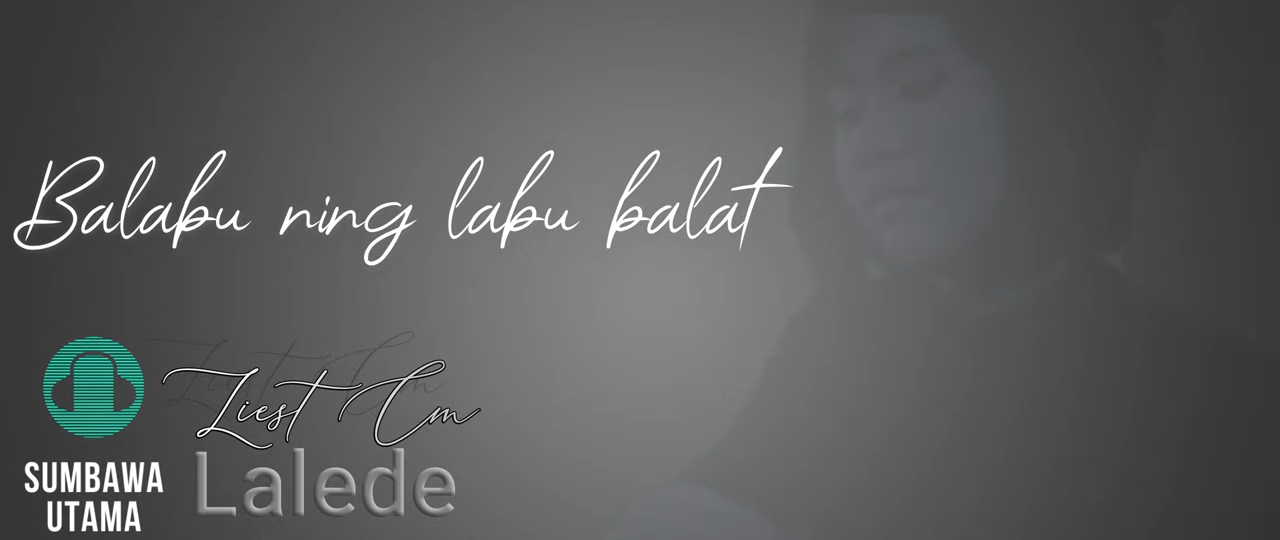 Balabu ning labu balat
Liest Cm
Lalede
SUMBAWA
UTAMA